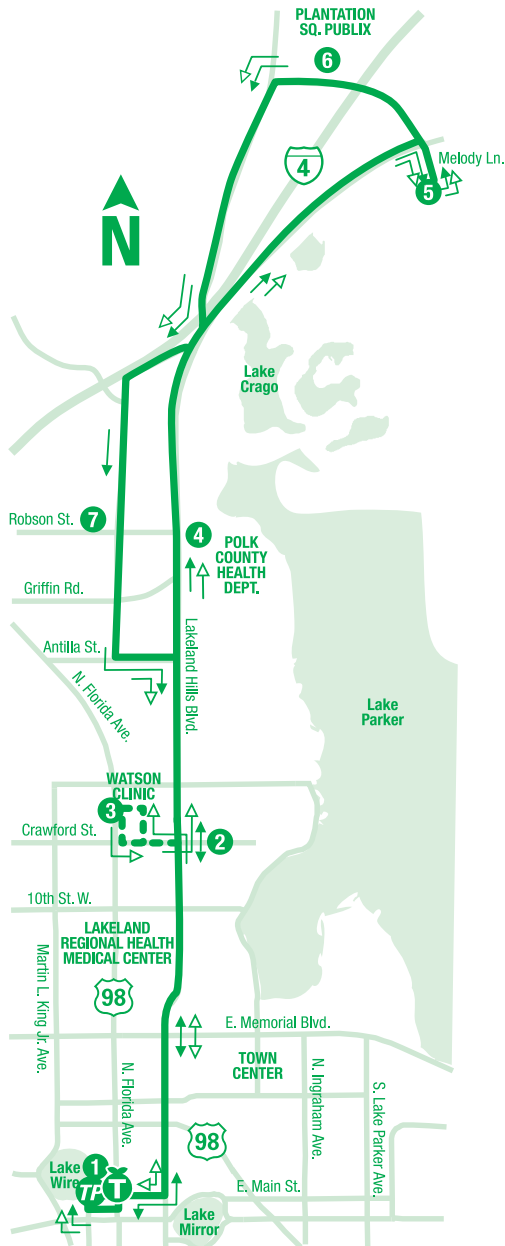 PLANTATION
SQ. PUBLIX
6
4
Melody Ln.
5
N
Lake
Crago
Robson St.
7
4
POLK
COUNTY
HEALTH
DEPT.
Griffin Rd.
Lakeland Hills Blvd.
Antilla St.
N. Florida Ave.
Lake
Parker
WATSON
CLINIC
3
Crawford St.
2
10th St. W.
LAKELAND
REGIONAL HEALTH
MEDICAL CENTER
Martin L. King Jr. Ave.
98
E. Memorial Blvd.
TOWN
CENTER
N. Florida Ave.
N. Ingraham Ave.
S. Lake Parker Ave.
98
1
Lake
Wire
TP
T
E. Main St.
Lake
Mirror